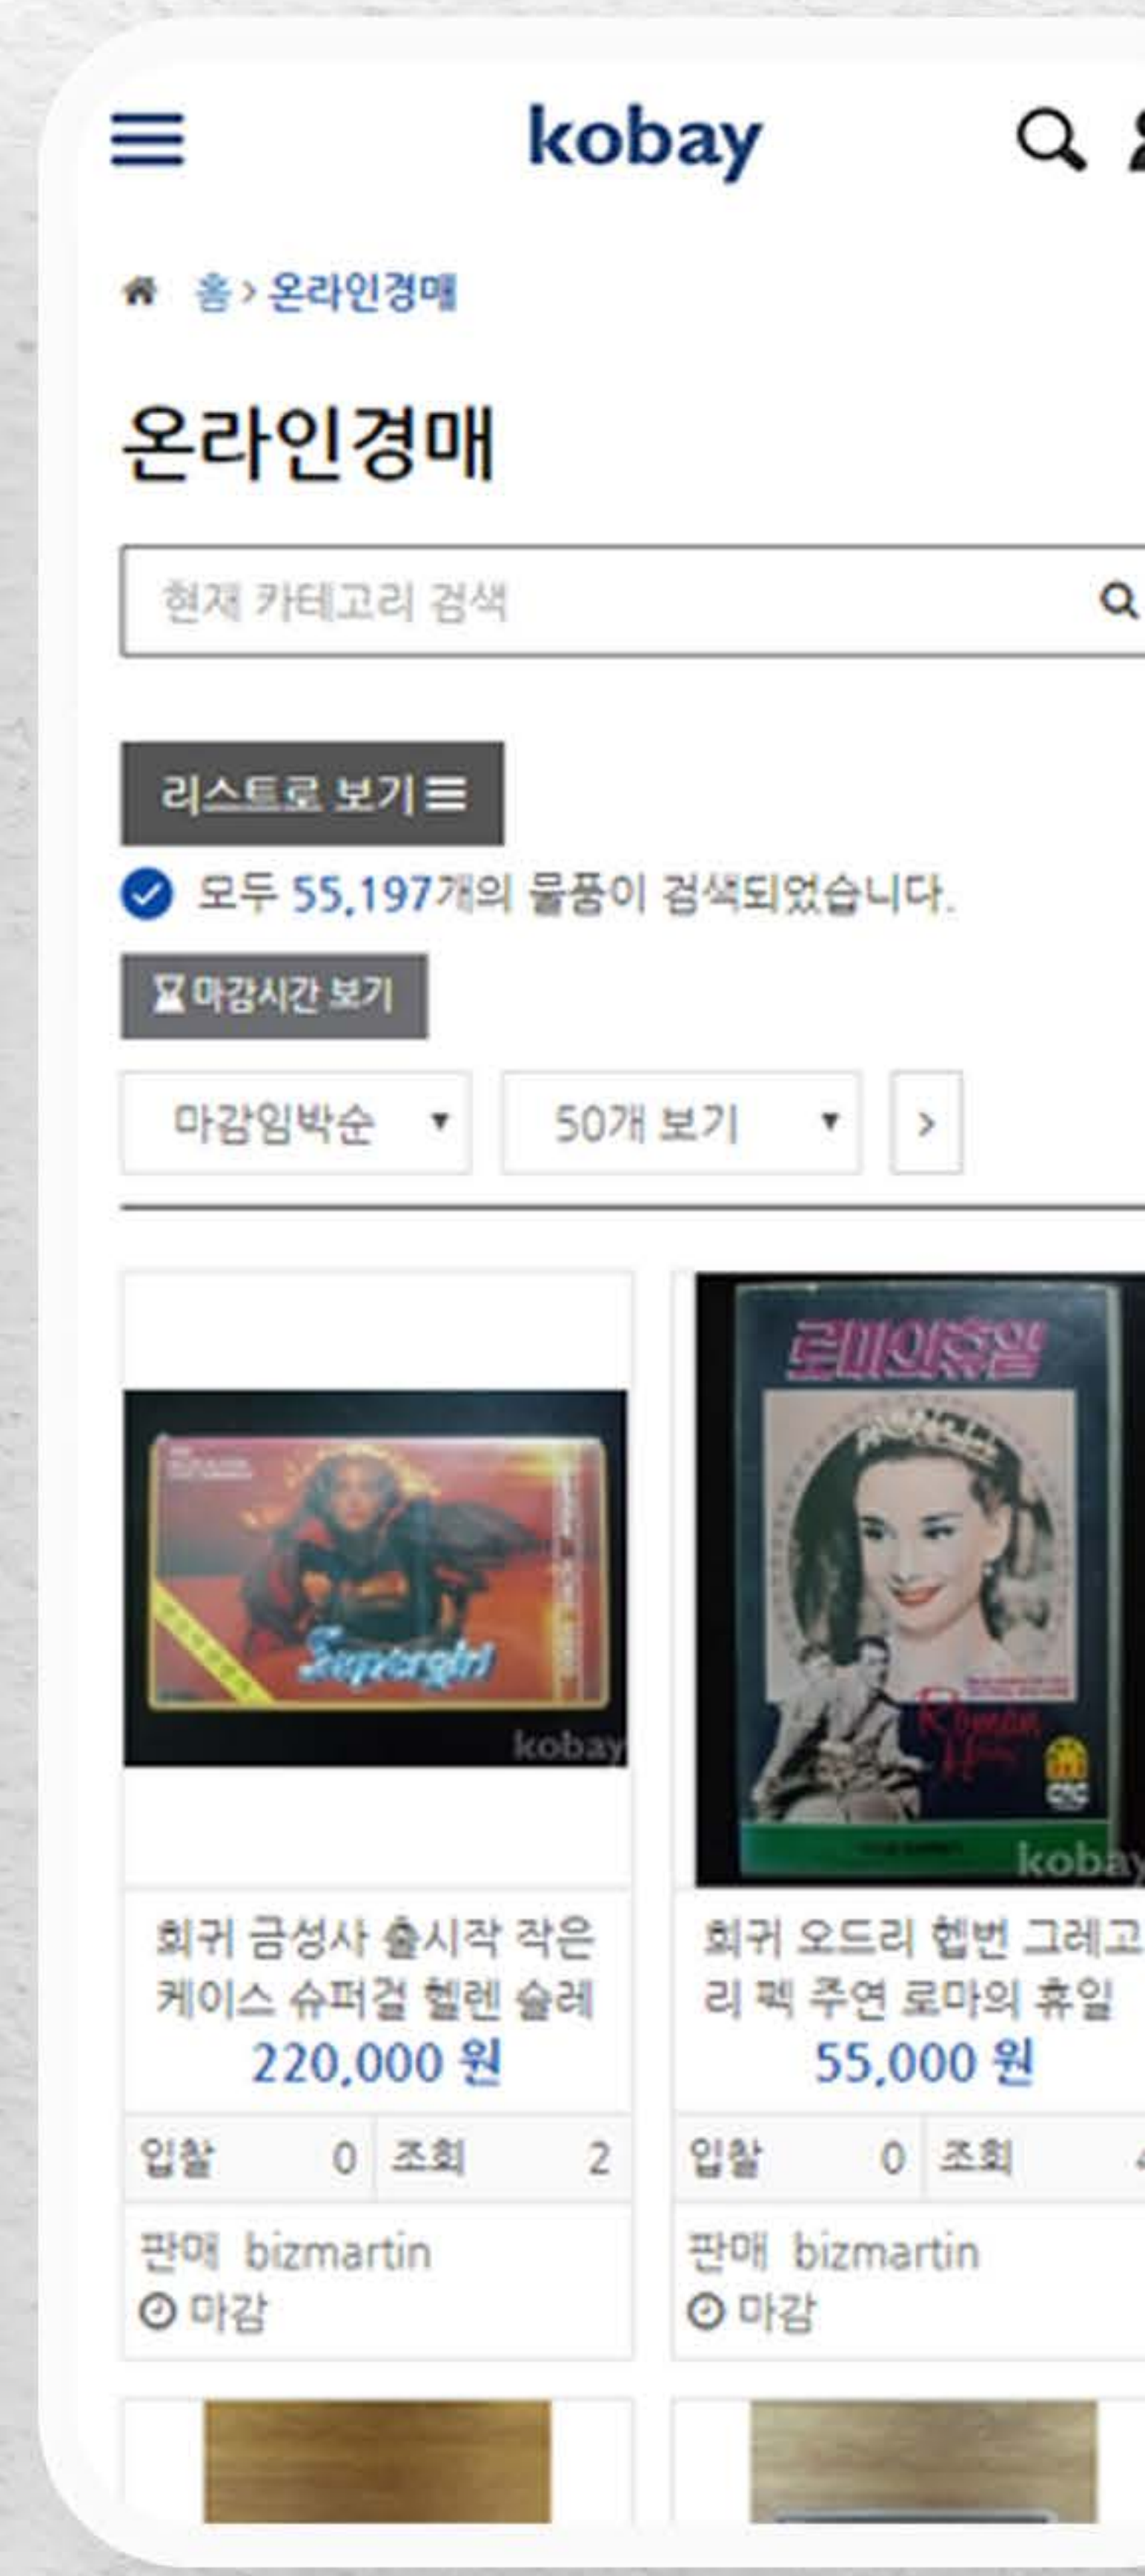 kobay
홈 > 온라인경매
온라인경매
현재 카테고리 검색
리스트로 보기
모두 55,197개의 물품이 검색되었습니다.
마감시간 보기
마감임박순
50개 보기
>
로마의휴일
Supergirl
Roman
CIC
kobay
kobay
희귀 금성사 출시작 작은
케이스 슈퍼걸 헬렌 슬레
220,000 원
입찰 0 조회 2
판매 bizmartin
마감
희귀 오드리 헵번 그레고
리 펙 주연 로마의 휴일
55,000 원
입찰 0 조회
판매 bizmartin
마감